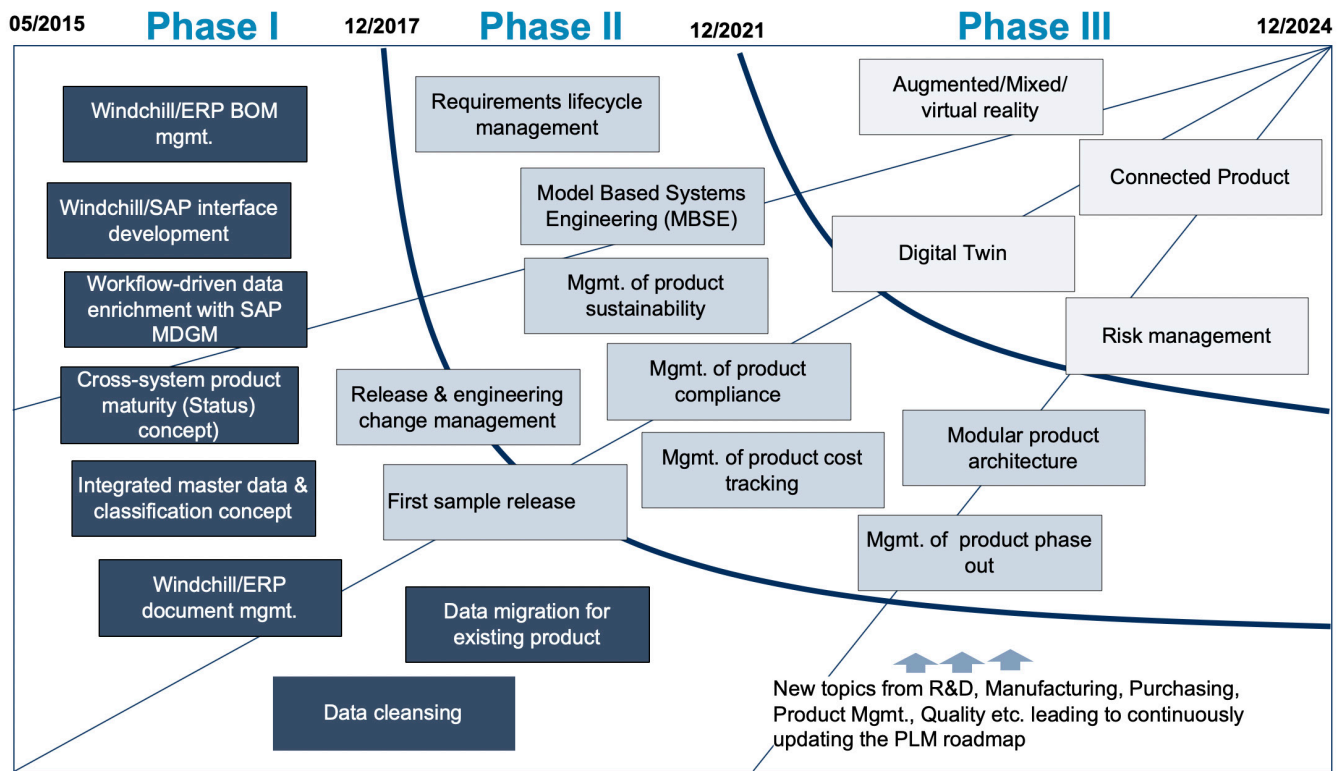 05/2015
Phase I
12/2017
Phase II
12/2021
Phase III
12/2024
Windchill/ERP BOM
mgmt.
Windchill/SAP interface
development
Workflow-driven data
enrichment with SAP
MDGM
Cross-system product
maturity (Status)
concept)
Integrated master data &
classification concept
Windchill/ERP
document mgmt.
Data cleansing
Data migration for
existing product
Requirements lifecycle
management
Model Based Systems
Engineering (MBSE)
Mgmt. of product
sustainability
Release & engineering
change management
Mgmt. of product
compliance
First sample release
Mgmt. of product cost
tracking
Modular product
architecture
Mgmt. of  product phase
out
Augmented/Mixed/
virtual reality
Connected Product
Digital Twin
Risk management
New topics from R&D, Manufacturing, Purchasing,
Product Mgmt., Quality etc. leading to continuously
updating the PLM roadmap